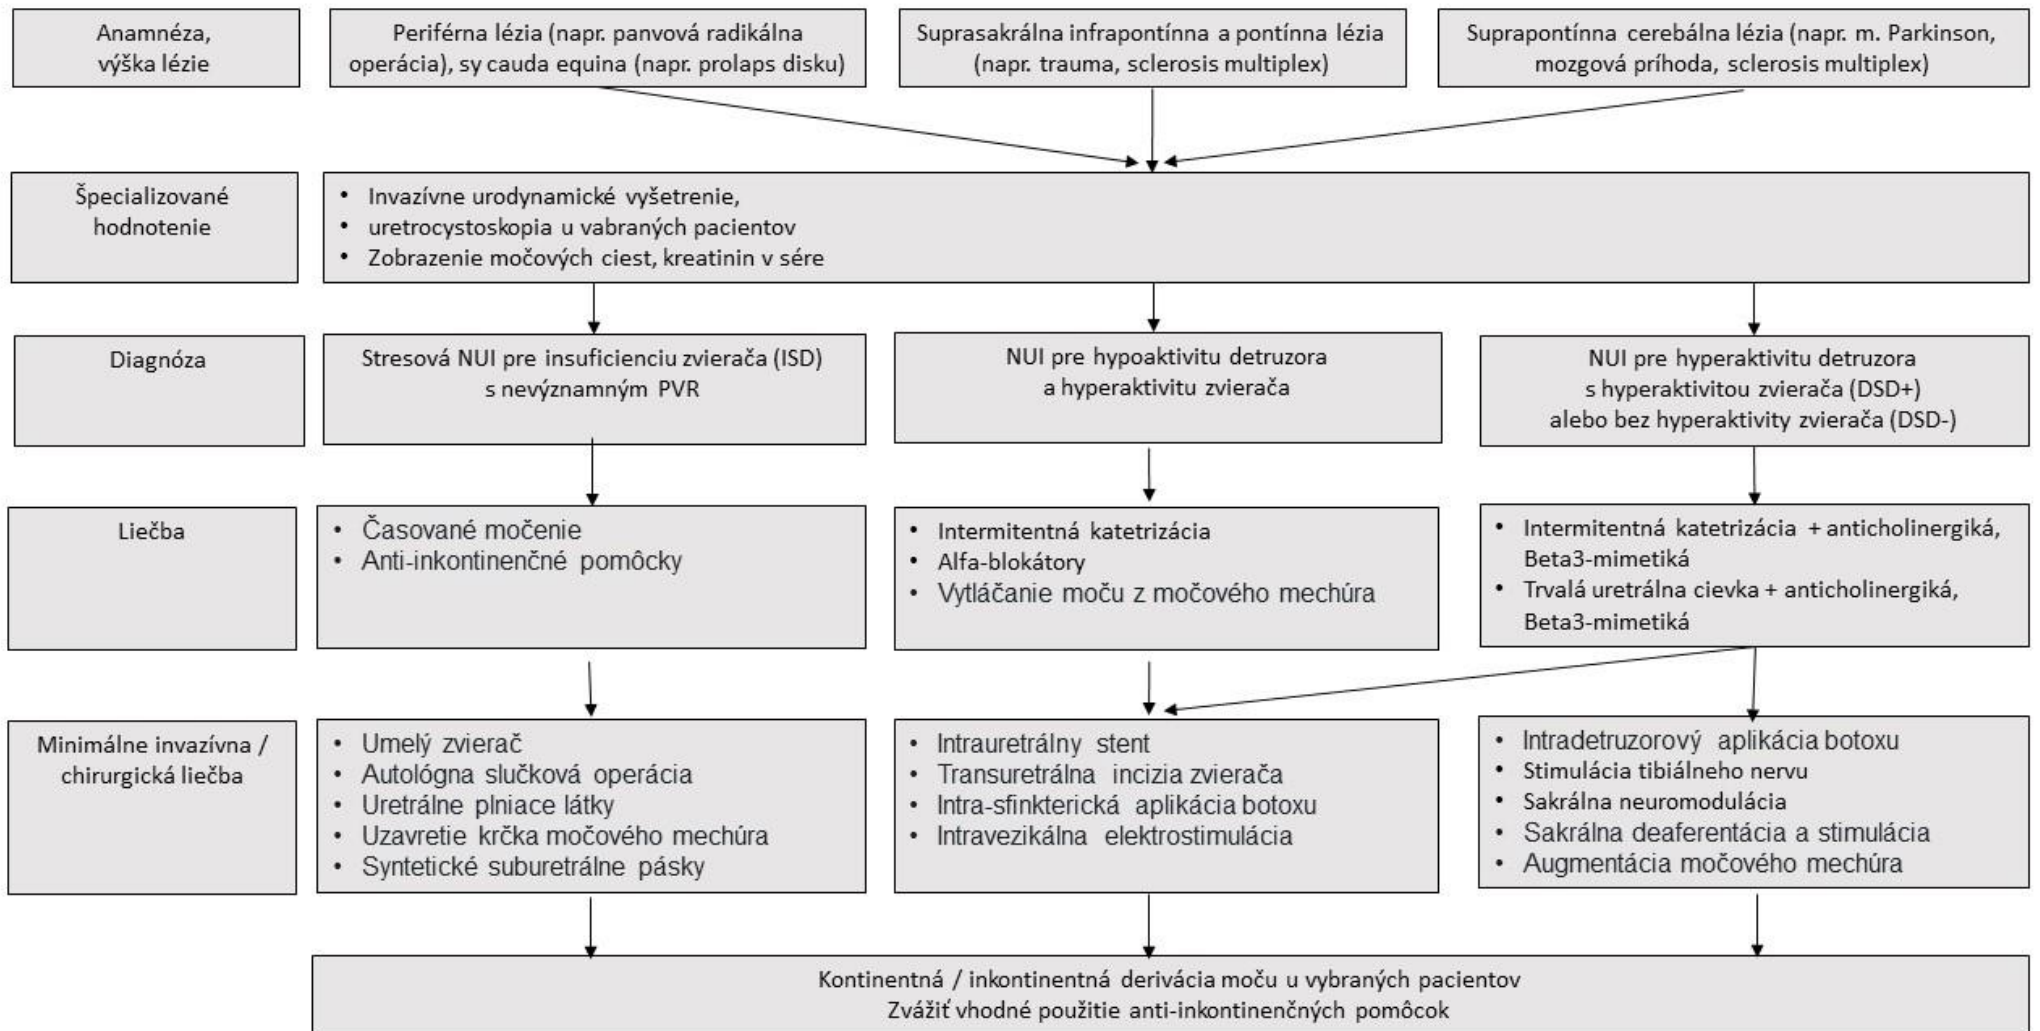 Anamnéza,
výška lézie
Periférna lézia (napr. panvová radikálna
operácia), sy cauda equina (napr. prolaps disku)
Suprasakrálna infrapontínna a pontínna lézia
(napr. trauma, sclerosis multiplex)
Suprapontínna cerebálna lézia (napr. m. Parkinson,
mozgová príhoda, sclerosis multiplex)
Špecializované
hodnotenie
• Invazívne urodynamické vyšetrenie,
• uretrocystoskopia u vabraných pacientov
• Zobrazenie močových ciest, kreatinin v sére
Diagnóza
Stresová NUI pre insuficienciu zvierača (ISD)
s nevýznamným PVR
NUI pre hypoaktivitu detruzora
a hyperaktivitu zvierača
NUI pre hyperaktivitu detruzora
s hyperaktivitou zvierača (DSD+)
alebo bez hyperaktivity zvierača (DSD-)
Liečba
• Časované močenie
• Anti-inkontinenčné pomôcky
• Intermitentná katetrizácia
• Alfa-blokátory
• Vytláčanie moču z močového mechúra
• Intermitentná katetrizácia + anticholinergiká,
Beta3-mimetiká
• Trvalá uretrálna cievka + anticholinergiká,
Beta3-mimetiká
Minimálne invazívna /
chirurgická liečba
• Umelý zvierač
• Autológna slučková operácia
• Uretrálne plniace látky
• Uzavretie krčka močového mechúra
• Syntetické suburetrálne pásky
• Intrauretrálny stent
• Transuretrálna incizia zvierača
• Intra-sfinkterická aplikácia botoxu
• Intravezikálna elektrostimulácia
• Intradetruzorový aplikácia botoxu
• Stimulácia tibiálneho nervu
• Sakrálna neuromodulácia
• Sakrálna deaferentácia a stimulácia
• Augmentácia močového mechúra
Kontinentná / inkontinentná derivácia moču u vybraných pacientov
Zvážiť vhodné použitie anti-inkontinenčných pomôcok